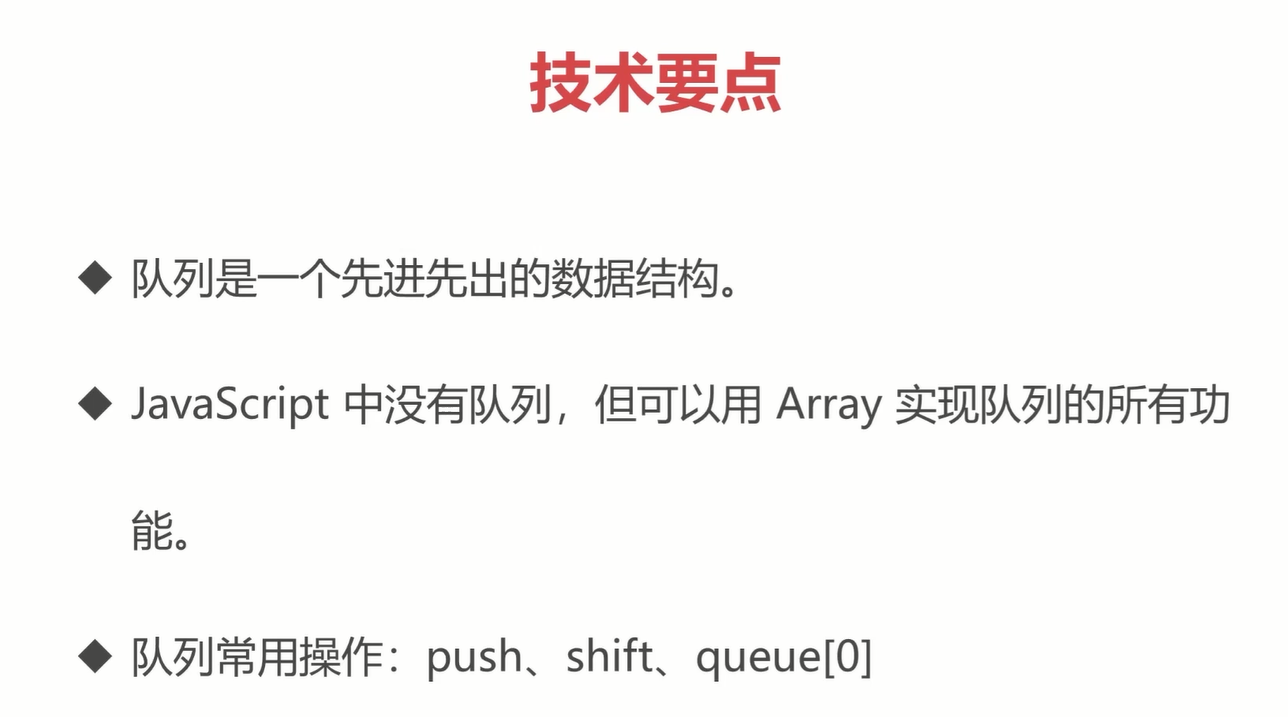 技术要点
◆ 队列是一个先进先出的数据结构。
◆ JavaScript 中没有队列，但可以用 Array 实现队列的所有功
能。
◆ 队列常用操作：push、shift、queue[0]